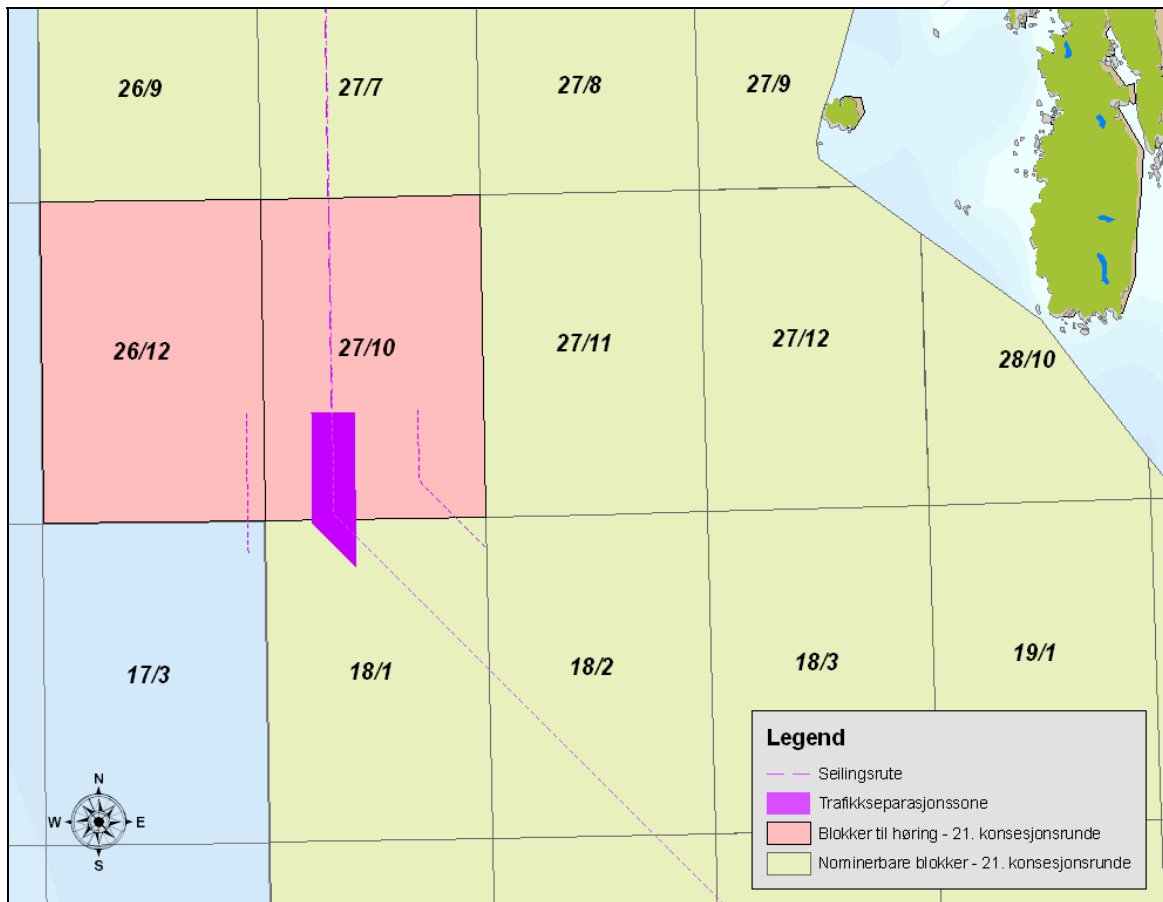 26/9
27/7
27/8
27/9
26/12
27/10
27/11
27/12
28/10
17/3
18/1
18/2
18/3
19/1
N
W
E
S
Legend
Seilingsrute
Trafikkseparasjonssone
Blokker til høring - 21. konsesjonsrunde
Nominerbare blokker - 21. konsesjonsrunde